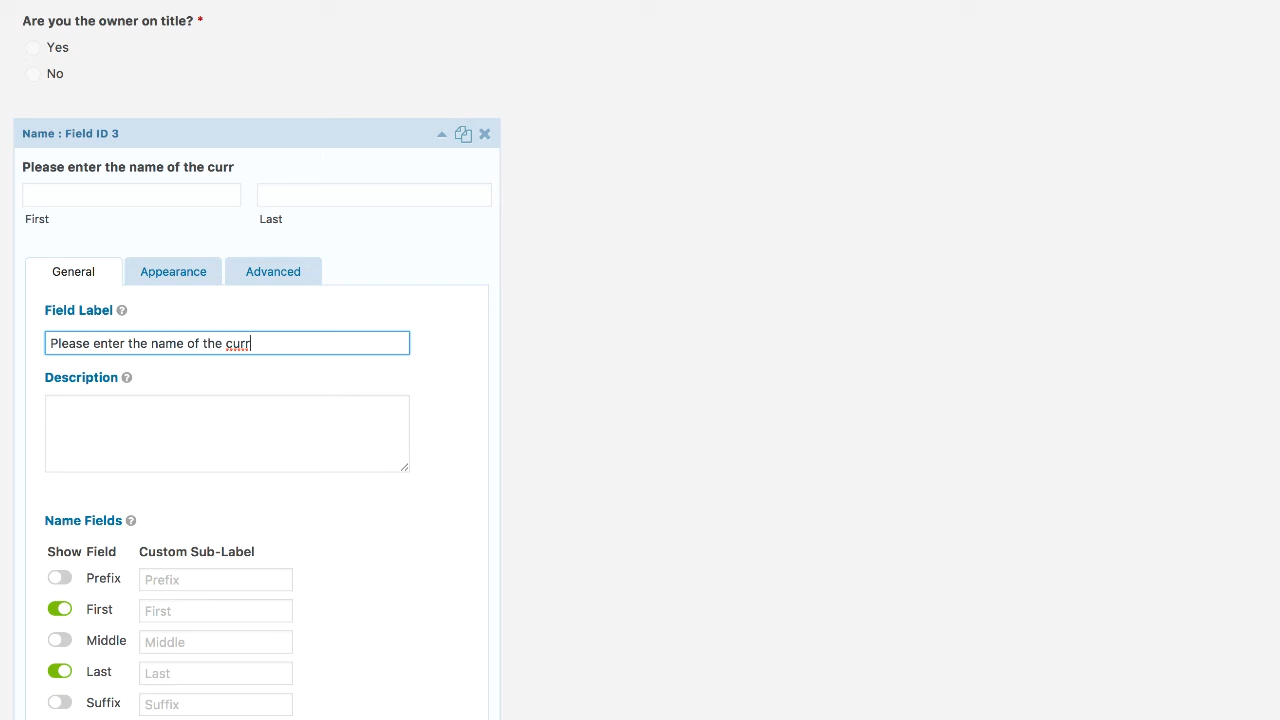 Are you the owner on title? *
Yes
No
Name : Field ID 3
Please enter the name of the curr
First Last
General Appearance Advanced
Field Label ?
Please enter the name of the curr
Description ?
Name Fields ?
Show Field Custom Sub-Label
Prefix Prefix
First First
Middle Middle
Last Last
Suffix Suffix